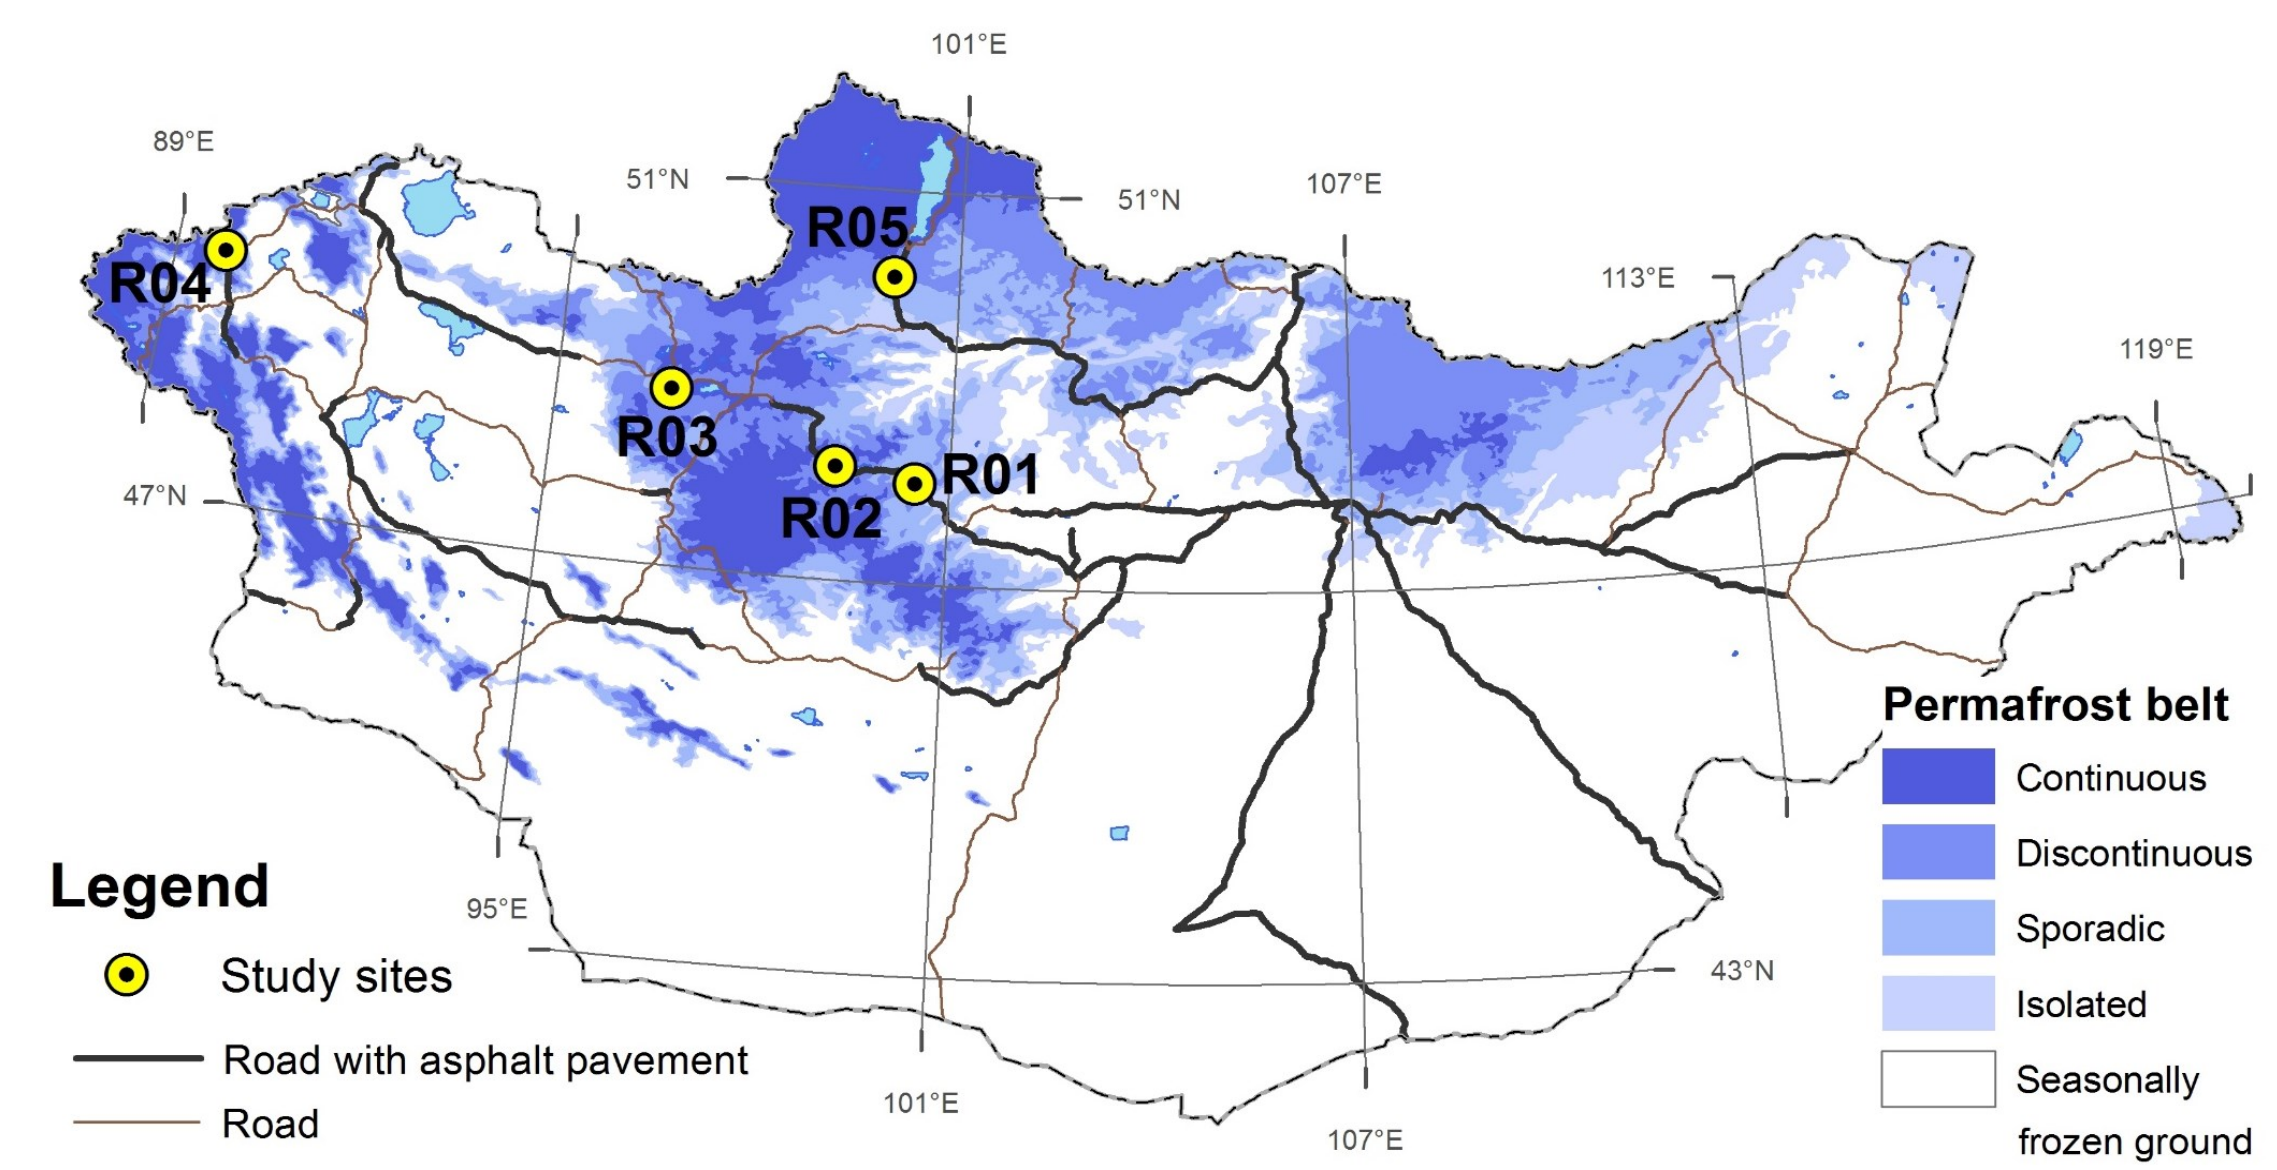 101°E
89°E
51°N
51°N
107°E
R05
R04
113°E
119°E
R03
R01
47°N
R02
Permafrost belt
Continuous
Discontinuous
Sporadic
Isolated
Seasonally
frozen ground
Legend
95°E
Study sites
43°N
Road with asphalt pavement
Road
101°E
107°E